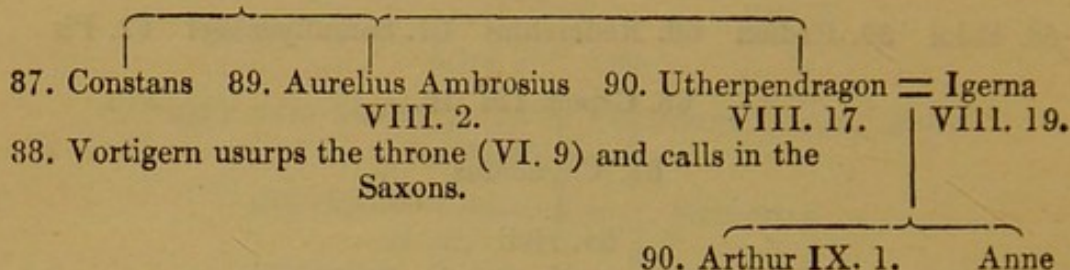 87. Constans 89. Aurelius Ambrosius 90. Utherpendragon = Igerna
VIII. 2. VIII. 17. VIII. 19.
88. Vortigern usurps the throne (VI. 9) and calls in the
Saxons.
90. Arthur IX. 1. Anne